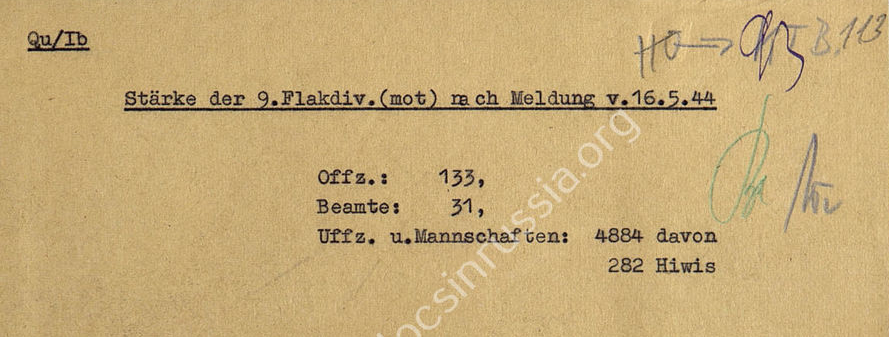 Qu/Ib
B.113
Stärke der 9.Flakdiv.(mot) nach Meldung v.16.5.44
Offz.: 133,
Beamte: 31,
Uffz. u.Mannschaften: 4884 davon
282 Hiwis
docsinrussia.org